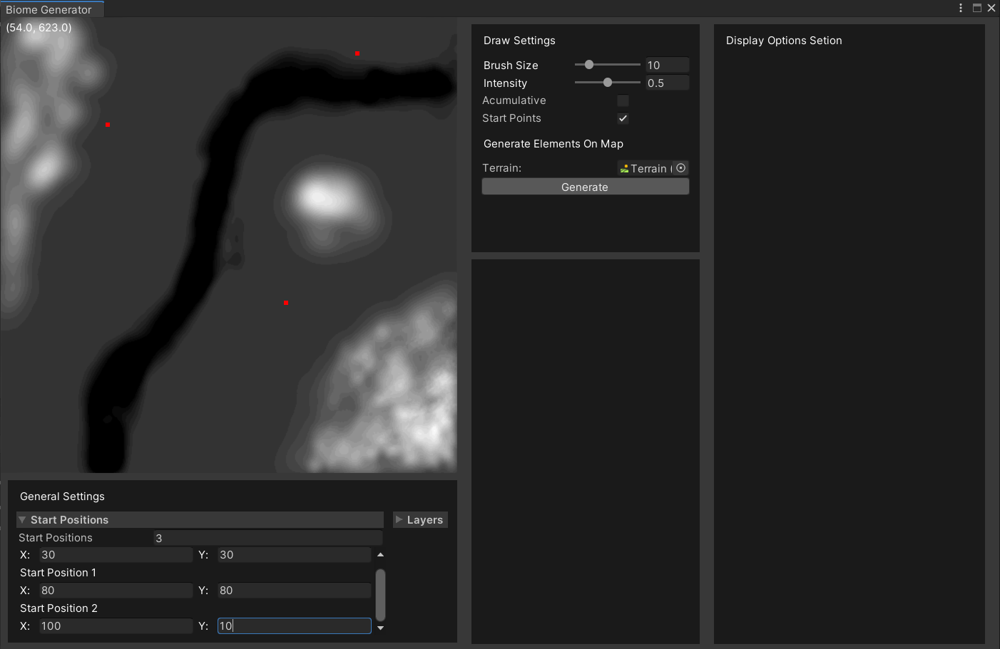 Biome Generator
(54.0, 623.0)
Draw Settings
Brush Size 10
Intensity 0.5
Acumulative
Start Points
Generate Elements On Map
Terrain: Terrain (
Generate
Display Options Setion
General Settings
Start Positions
Layers
Start Positions 3
X: 30 Y: 30
Start Position 1
X: 80 Y: 80
Start Position 2
X: 100 Y: 10